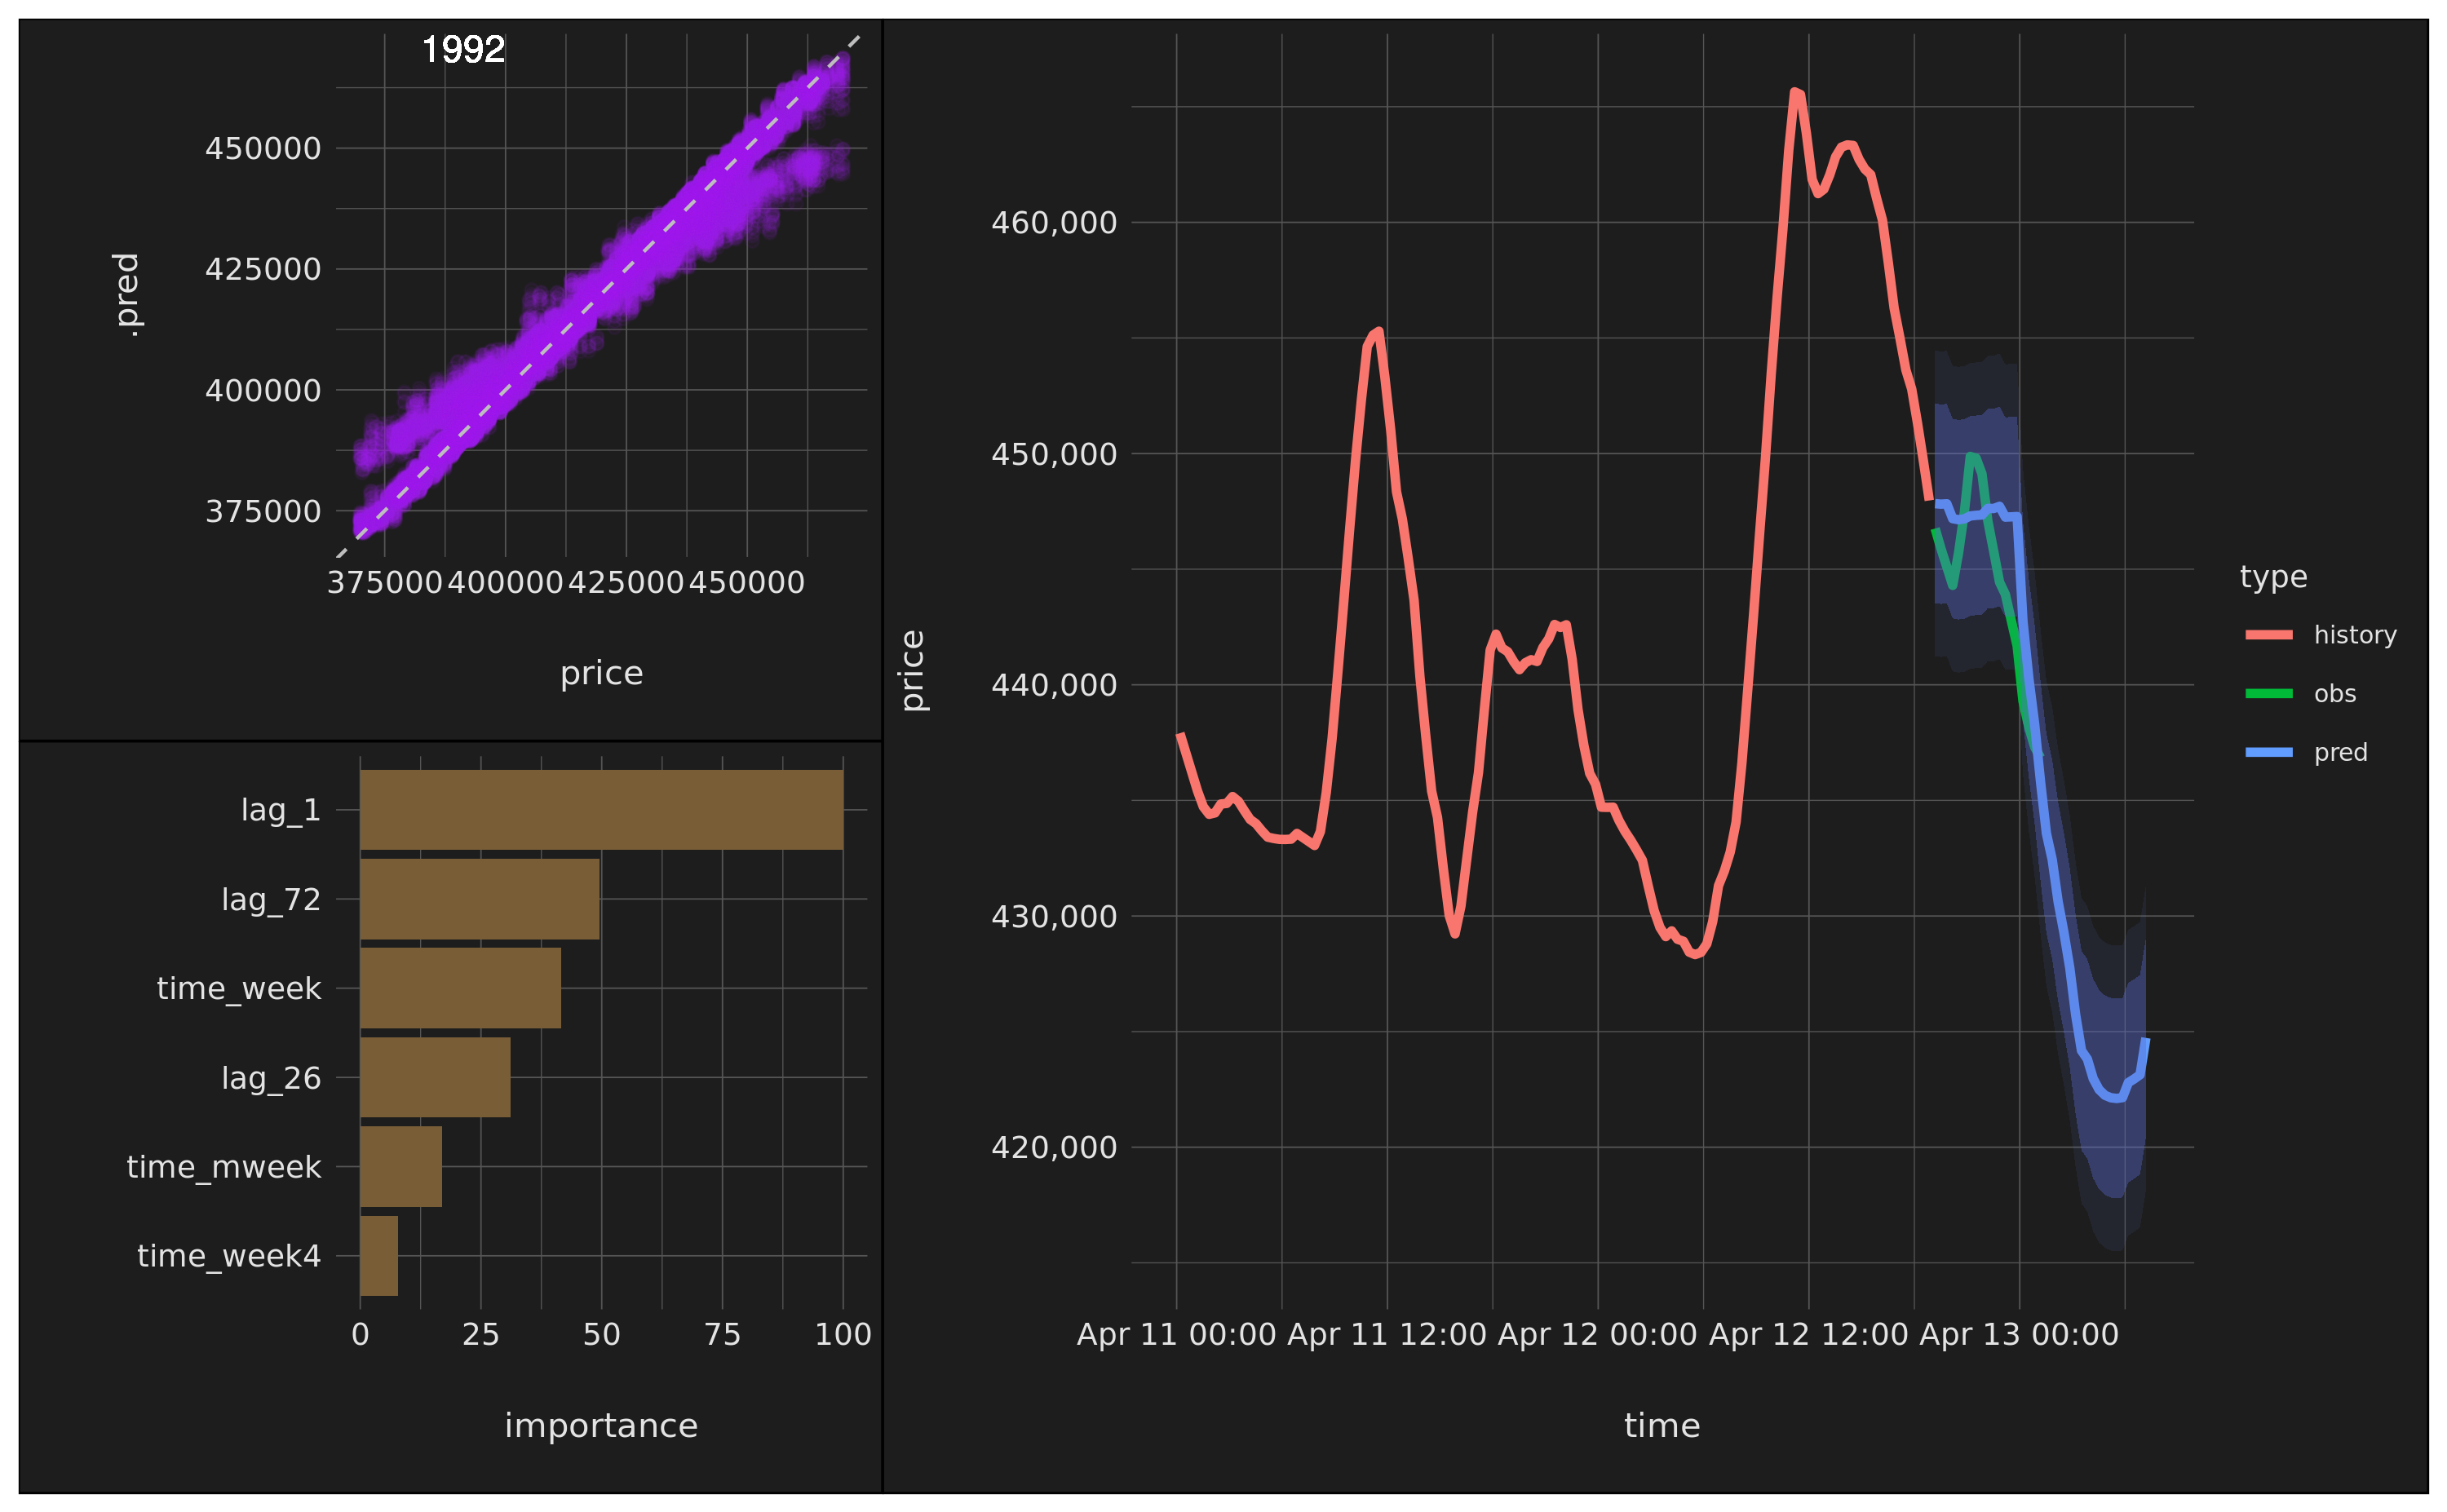 1992
.pred
450000
425000
400000
375000
375000 400000 425000 450000
price
lag_1
lag_72
time_week
lag_26
time_mweek
time_week4
0 25 50 75 100
importance
price
460,000
450,000
440,000
430,000
420,000
Apr 11 00:00 Apr 11 12:00 Apr 12 00:00 Apr 12 12:00 Apr 13 00:00
time
type
history
obs
pred